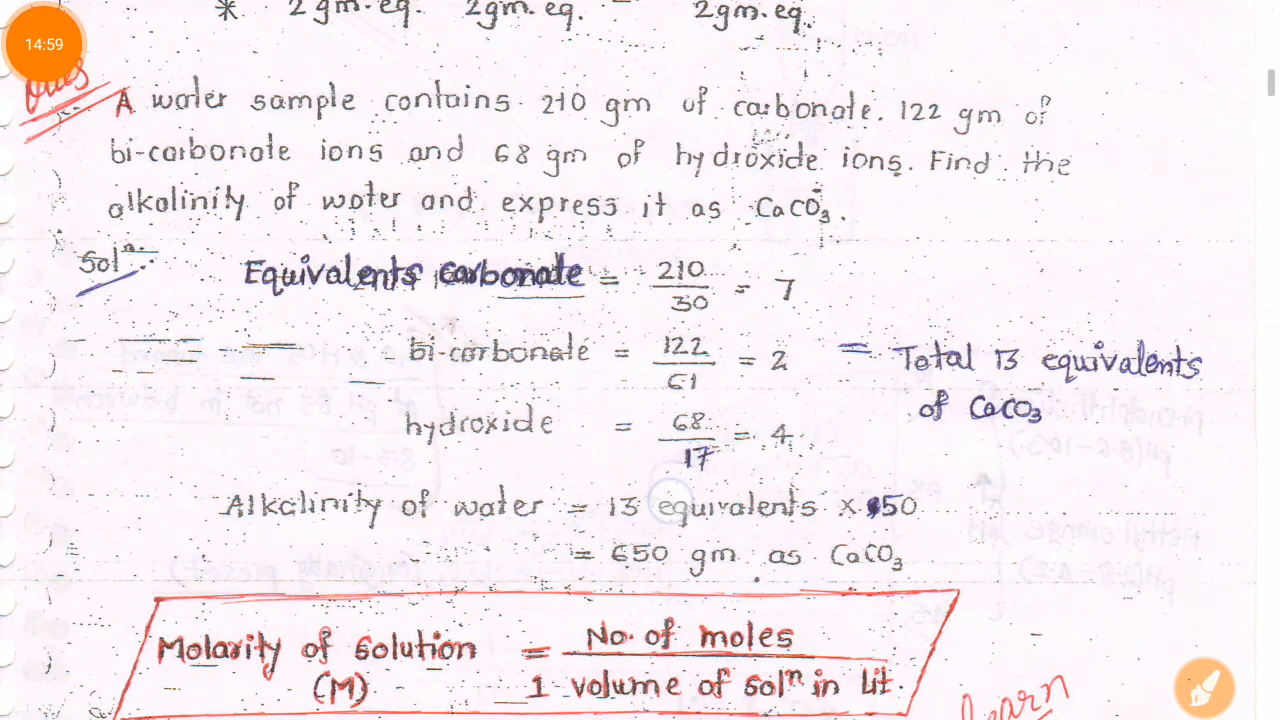 * 2 gm.eq. 2gm.eq. 2gm.eq.
14:59
Ques
A water sample contains 210 gm of carbonate. 122 gm of
bi-carbonate ions and 68 gm of hydroxide ions. Find the
alkalinity of water and express it as CaCO₃.
Solⁿ.
Equivalents carbonate = 210/30 = 7
bi-carbonate = 122/61 = 2 = Total 13 equivalents
of CaCO₃
hydroxide = 68/17 = 4
Alkalinity of water = 13 equivalents × 50
= 650 gm as CaCO₃
Molarity of solution (M) = No. of moles / 1 volume of solⁿ in Lit.
Learn